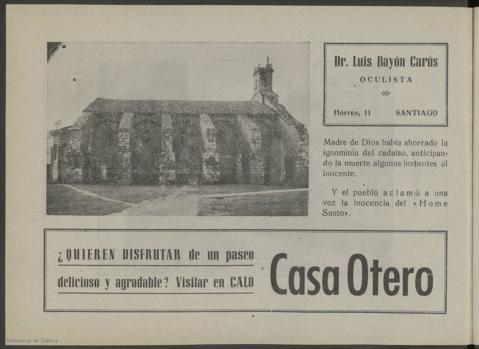 Dr. Luis Bayón Carús
OCULISTA
Horreo, 11 SANTIAGO
Madre de Dios había ahorrado la
ignominia del cadalso, anticipan-
do la muerte algunos instantes al
inocente.
Y el pueblo aclamó a una
voz la inocencia del «Home
Santo».
¿QUIEREN DISFRUTAR de un paseo
delicioso y agradable? Visitar en CALO
Casa Otero
Biblioteca de Galicia